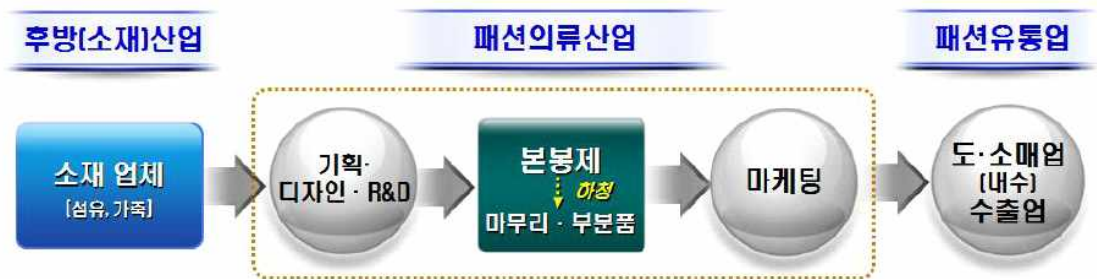 후방(소재)산업
패션의류산업
패션유통업
소재 업체
(섬유, 가죽)
기획·
디자인 · R&D
본봉제
하청
마무리 · 부분품
마케팅
도·소매업
(내수)
수출업